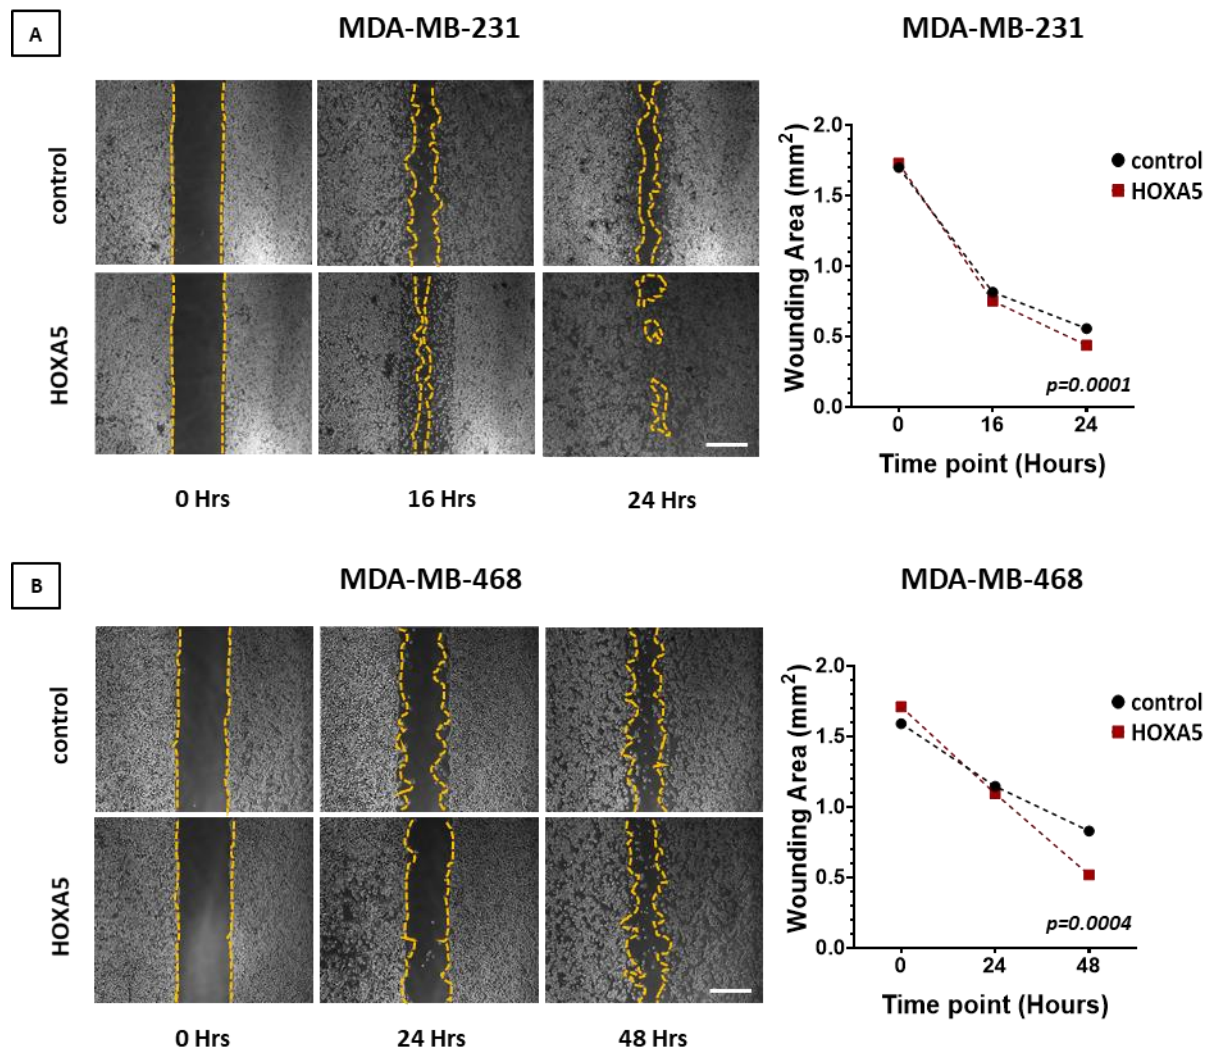 A
MDA-MB-231
MDA-MB-231
control
HOXA5
0 Hrs
16 Hrs
24 Hrs
Wounding Area (mm²)
2.0
1.5
1.0
0.5
0.0
control
HOXA5
p=0.0001
0 16 24
Time point (Hours)
B
MDA-MB-468
MDA-MB-468
control
HOXA5
0 Hrs
24 Hrs
48 Hrs
Wounding Area (mm²)
2.0
1.5
1.0
0.5
0.0
control
HOXA5
p=0.0004
0 24 48
Time point (Hours)